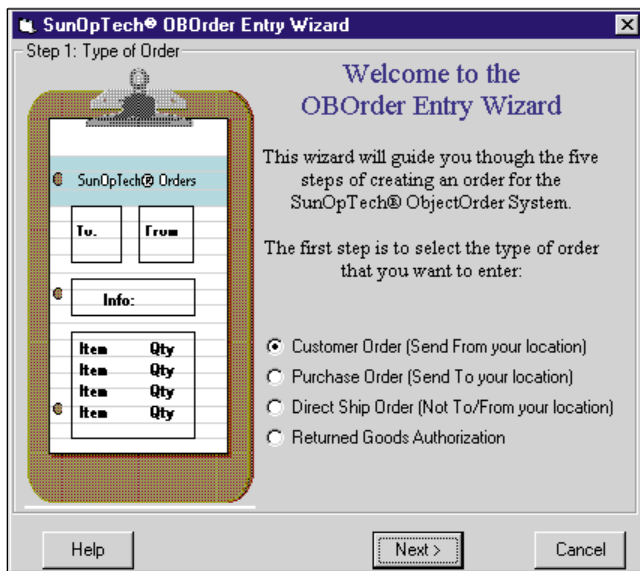 SunOpTech® OBOrder Entry Wizard
Step 1: Type of Order
SunOpTech® Orders
To.
From
Info:
Item Qty
Item Qty
Item Qty
Item Qty
Welcome to the
OBOrder Entry Wizard
This wizard will guide you though the five
steps of creating an order for the
SunOpTech® ObjectOrder System.
The first step is to select the type of order
that you want to enter:
Customer Order (Send From your location)
Purchase Order (Send To your location)
Direct Ship Order (Not To/From your location)
Returned Goods Authorization
Help
Next >
Cancel